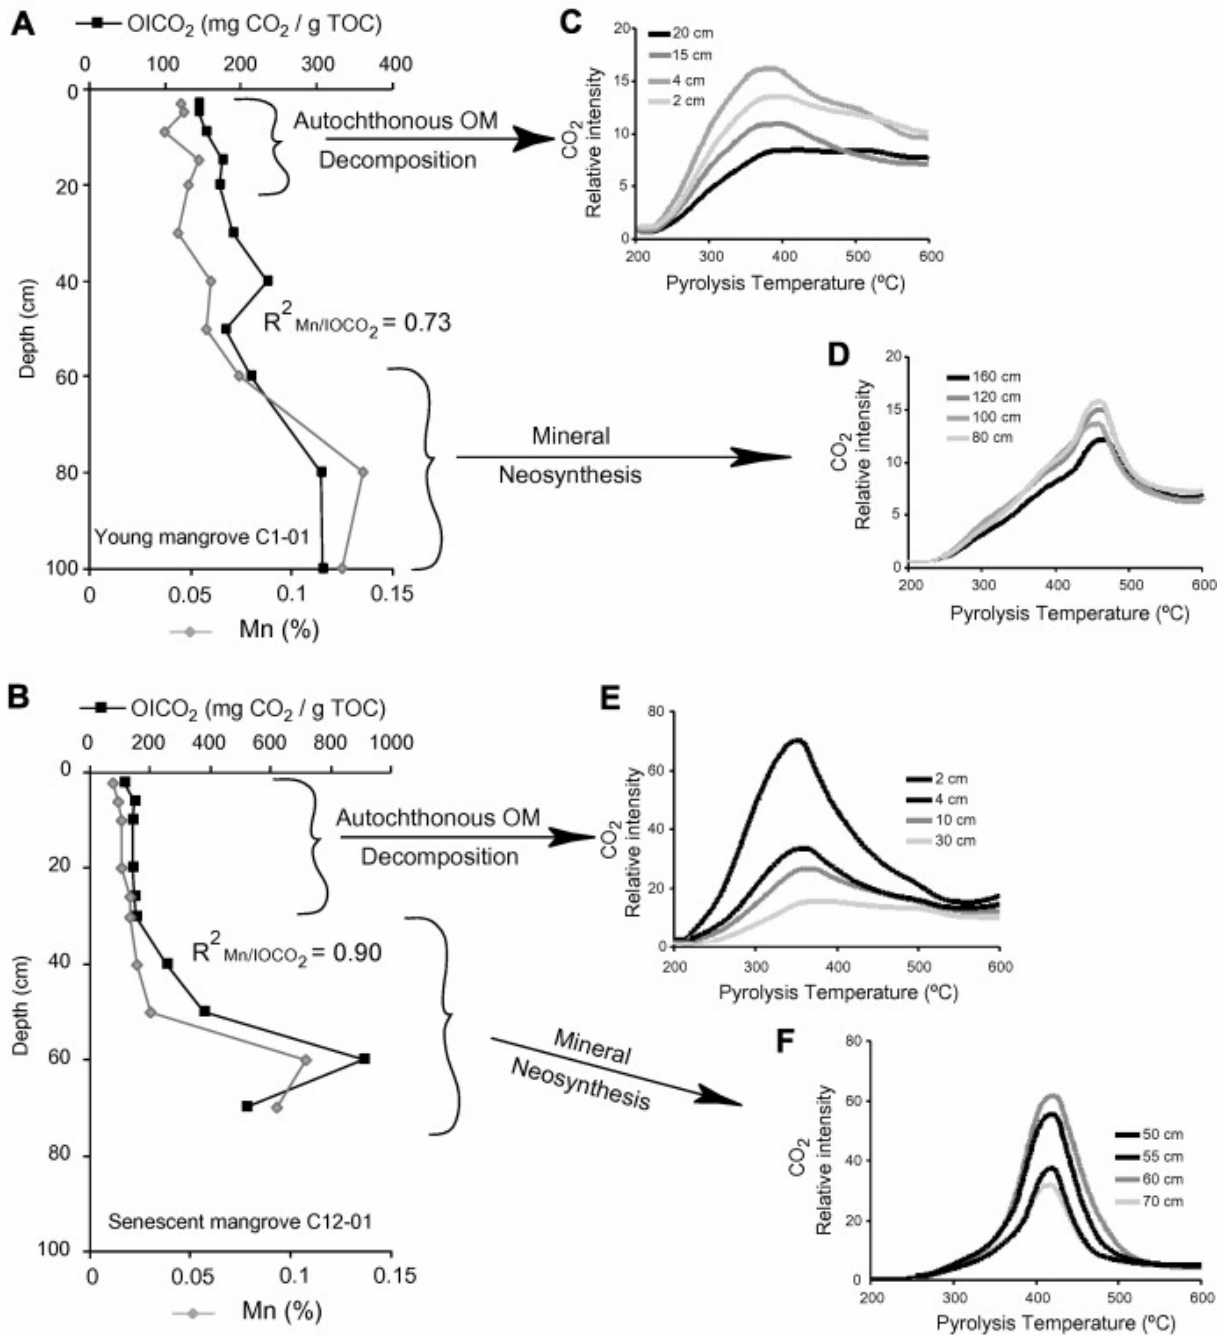 A
OICO2 (mg CO2 / g TOC)
0 100 200 300 400
0
20
40
60
80
100
Depth (cm)
Autochthonous OM
Decomposition
R2 Mn/IOCO2 = 0.73
Mineral
Neosynthesis
Young mangrove C1-01
0 0.05 0.1 0.15
Mn (%)
C
20 cm
15 cm
4 cm
2 cm
20
15
10
5
0
CO2
Relative intensity
200 300 400 500 600
Pyrolysis Temperature (ºC)
D
160 cm
120 cm
100 cm
80 cm
20
15
10
5
0
CO2
Relative intensity
200 300 400 500 600
Pyrolysis Temperature (ºC)
B
OICO2 (mg CO2 / g TOC)
0 200 400 600 800 1000
0
20
40
60
80
100
Depth (cm)
Autochthonous OM
Decomposition
R2 Mn/IOCO2 = 0.90
Mineral
Neosynthesis
Senescent mangrove C12-01
0 0.05 0.1 0.15
Mn (%)
E
80
60
40
20
0
CO2
Relative intensity
2 cm
4 cm
10 cm
30 cm
200 300 400 500 600
Pyrolysis Temperature (ºC)
F
80
60
40
20
0
CO2
Relative intensity
50 cm
55 cm
60 cm
70 cm
200 300 400 500 600
Pyrolysis Temperature (ºC)